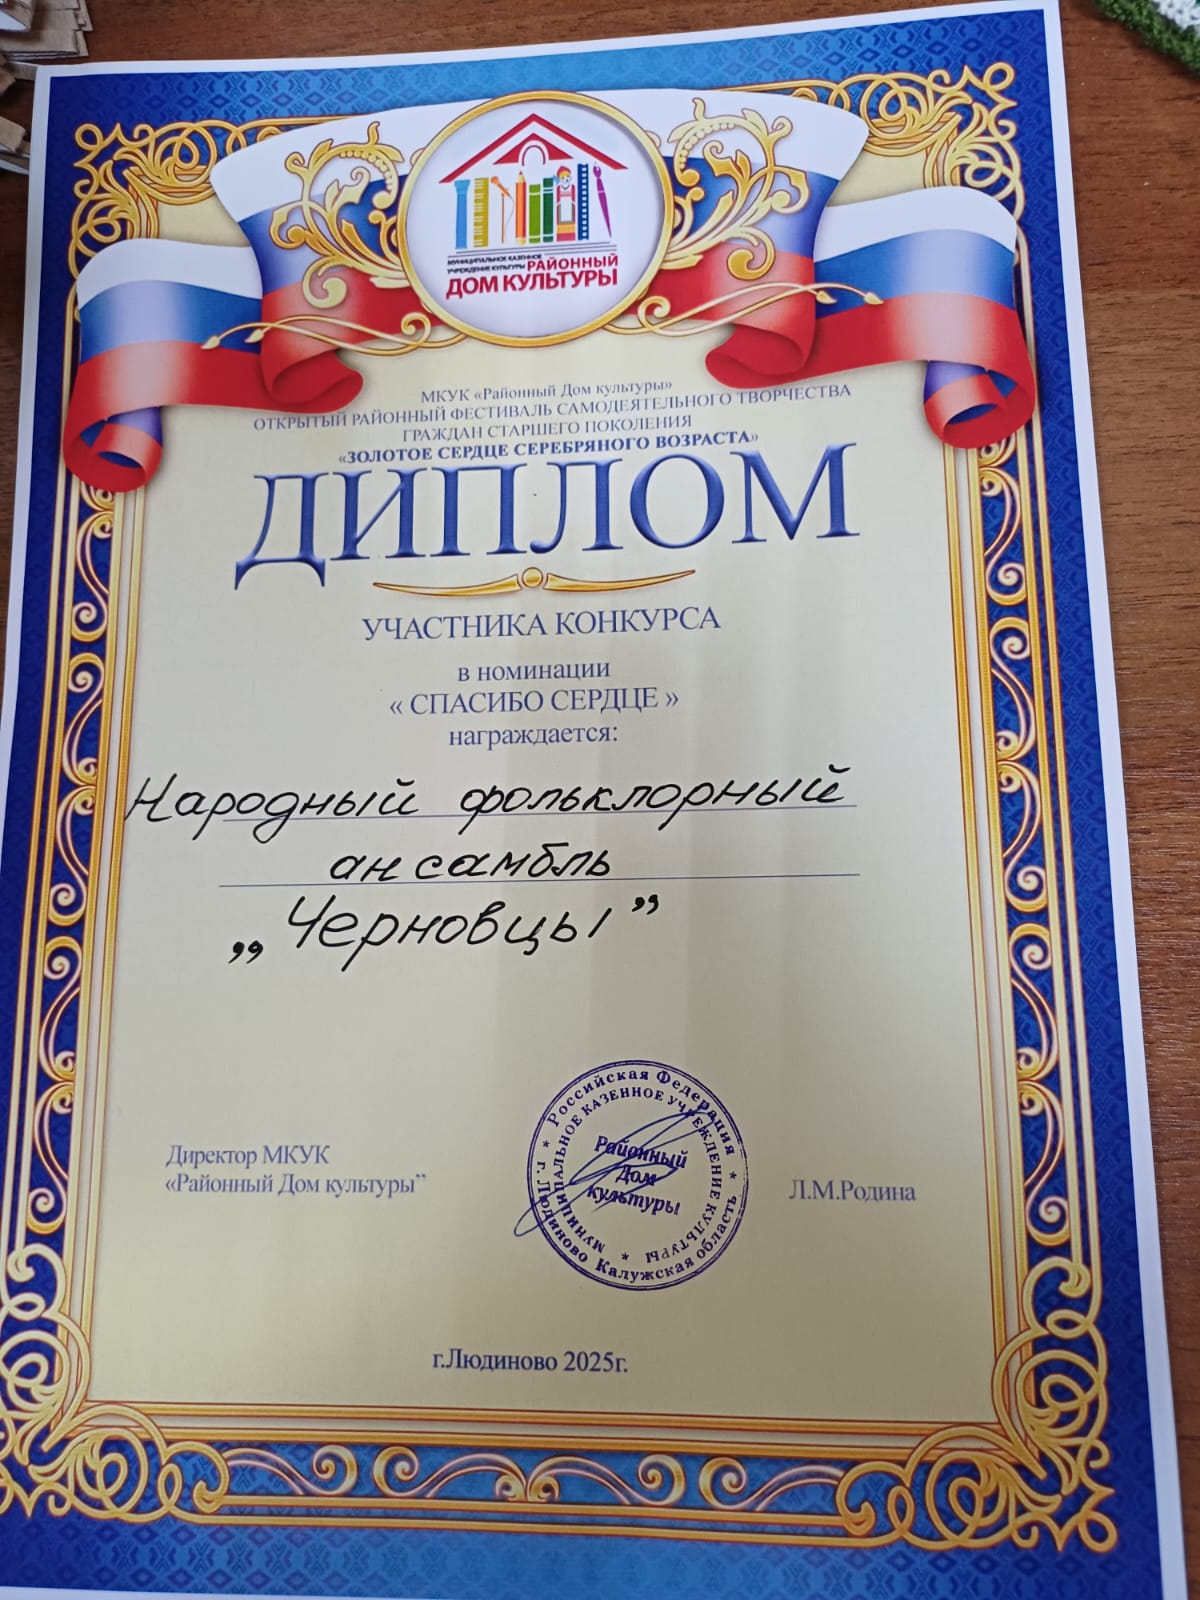 МУНИЦИПАЛЬНОЕ КАЗЕННОЕ
УЧРЕЖДЕНИЕ КУЛЬТУРЫ РАЙОННЫЙ
ДОМ КУЛЬТУРЫ
МКУК «Районный Дом культуры»
ОТКРЫТЫЙ РАЙОННЫЙ ФЕСТИВАЛЬ САМОДЕЯТЕЛЬНОГО ТВОРЧЕСТВА
ГРАЖДАН СТАРШЕГО ПОКОЛЕНИЯ
«ЗОЛОТОЕ СЕРДЦЕ СЕРЕБРЯНОГО ВОЗРАСТА»
ДИПЛОМ
УЧАСТНИКА КОНКУРСА
в номинации
« СПАСИБО СЕРДЦЕ »
награждается:
Народный фольклорный
ансамбль
„Черновцы”
Директор МКУК
«Районный Дом культуры”
* Российская Федерация *
г. Людиново Калужская область
* МУНИЦИПАЛЬНОЕ КАЗЕННОЕ УЧРЕЖДЕНИЕ КУЛЬТУРЫ
Районный
Дом
культуры
Л.М.Родина
г.Людиново 2025г.